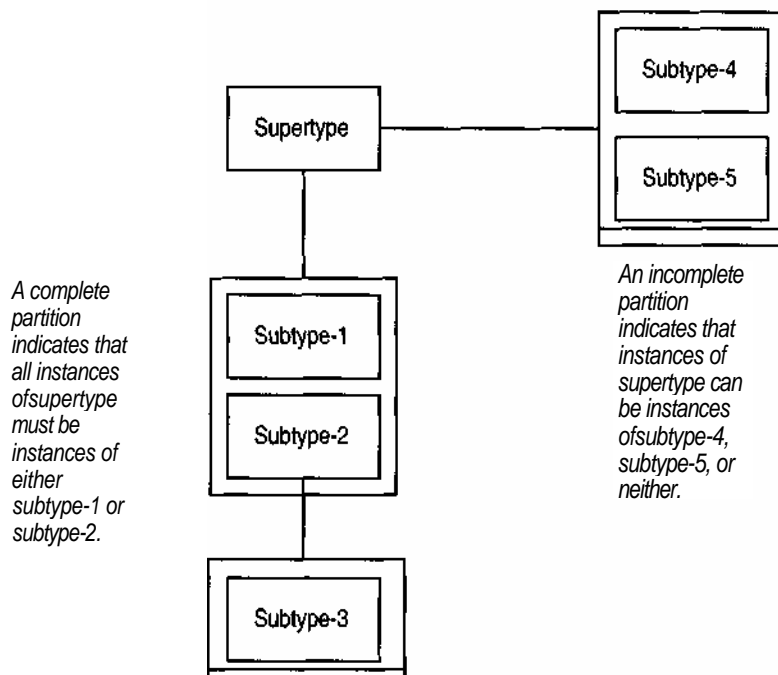 Subtype-4
Supertype
Subtype-5
A complete
partition
indicates that
all instances
ofsupertype
must be
instances of
either
subtype-1 or
subtype-2.
Subtype-1
Subtype-2
An incomplete
partition
indicates that
instances of
supertype can
be instances
ofsubtype-4,
subtype-5, or
neither.
Subtype-3